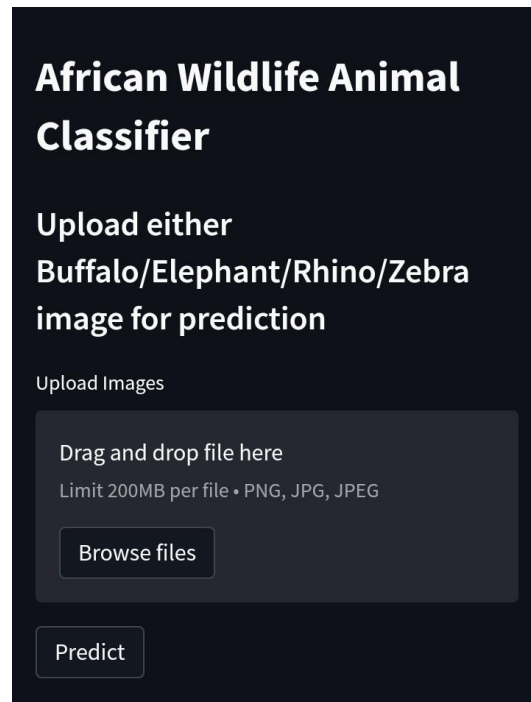 African Wildlife Animal
Classifier
Upload either
Buffalo/Elephant/Rhino/Zebra
image for prediction
Upload Images
Drag and drop file here
Limit 200MB per file • PNG, JPG, JPEG
Browse files
Predict